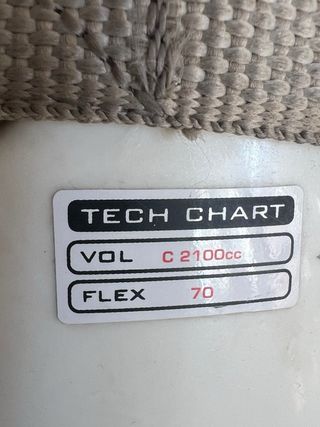 TECH CHART
VOL C 2100cc
FLEX 70